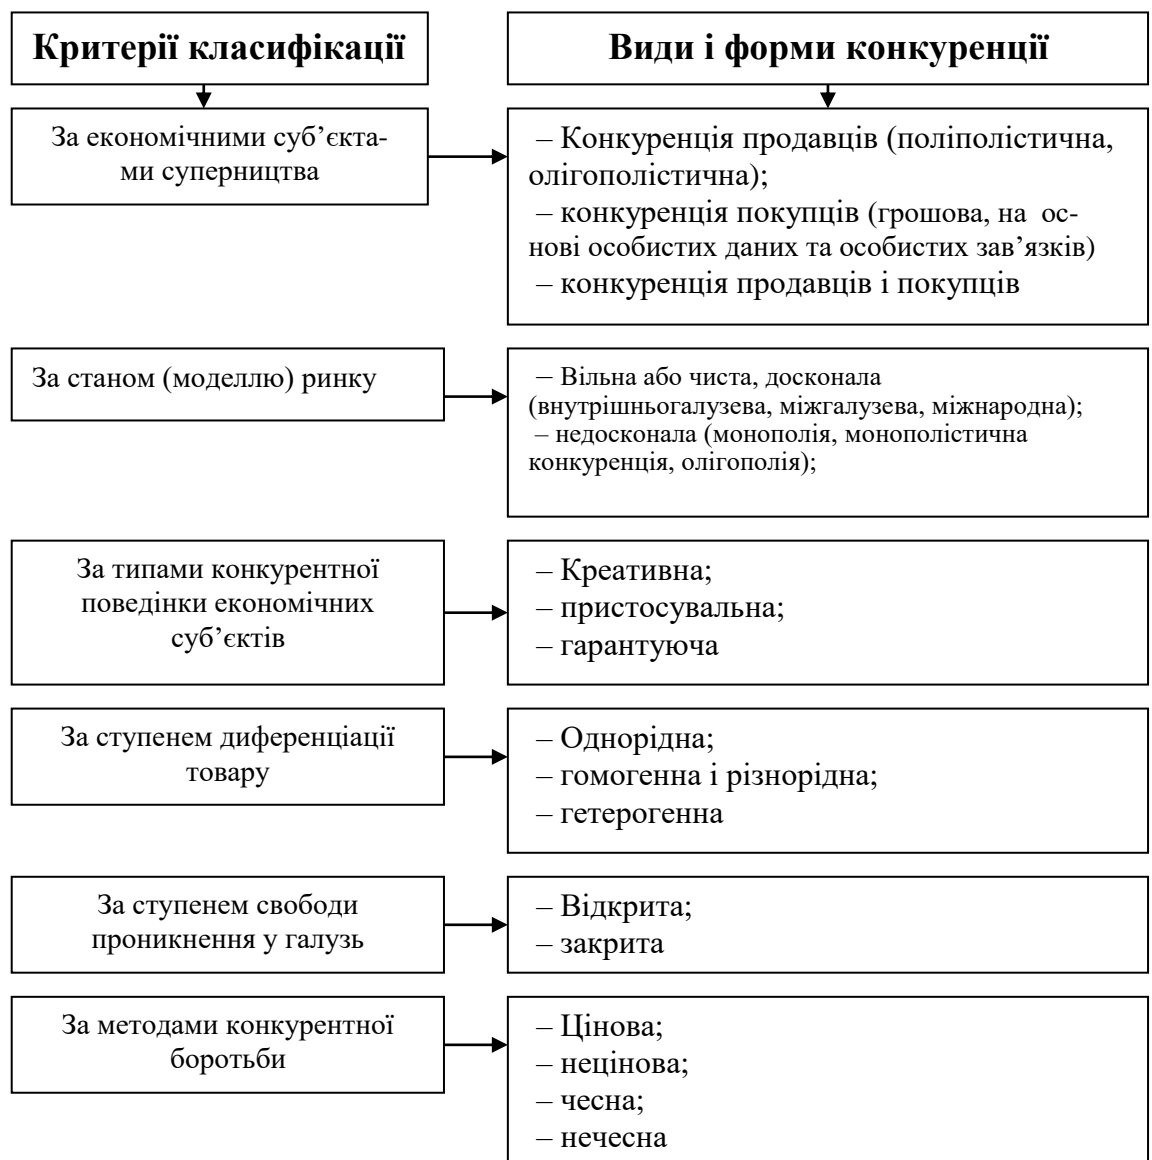 Критерії класифікації
Види і форми конкуренції
За економічними суб’єкта-
ми суперництва
– Конкуренція продавців (поліполістична,
олігополістична);
– конкуренція покупців (грошова, на ос-
нові особистих даних та особистих зав’язків)
– конкуренція продавців і покупців
За станом (моделлю) ринку
– Вільна або чиста, досконала
(внутрішньогалузева, міжгалузева, міжнародна);
– недосконала (монополія, монополістична
конкуренція, олігополія);
За типами конкурентної
поведінки економічних
суб’єктів
– Креативна;
– пристосувальна;
– гарантуюча
За ступенем диференціації
товару
– Однорідна;
– гомогенна і різнорідна;
– гетерогенна
За ступенем свободи
проникнення у галузь
– Відкрита;
– закрита
За методами конкурентної
боротьби
– Цінова;
– нецінова;
– чесна;
– нечесна